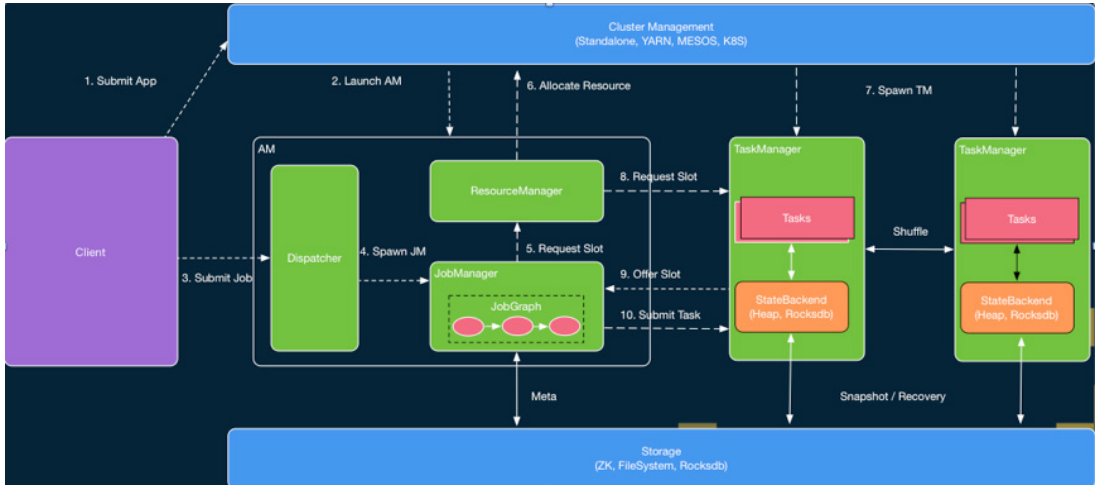 Cluster Management
(Standalone, YARN, MESOS, K8S)
1. Submit App
2. Launch AM
6. Allocate Resource
7. Spawn TM
AM
TaskManager
TaskManager
ResourceManager
8. Request Slot
Tasks
Tasks
Client
Dispatcher
4. Spawn JM
5. Request Slot
Shuffle
3. Submit Job
JobManager
9. Offer Slot
JobGraph
StateBackend
(Heap, Rocksdb)
StateBackend
(Heap, Rocksdb)
10. Submit Task
Meta
Snapshot / Recovery
Storage
(ZK, FileSystem, Rocksdb)